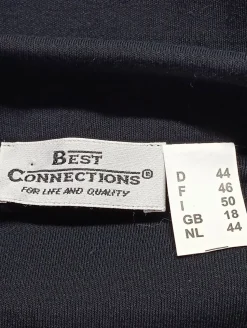 BEST
CONNECTIONS®
FOR LIFE AND QUALITY
D 44
F 46
I 50
GB 18
NL 44